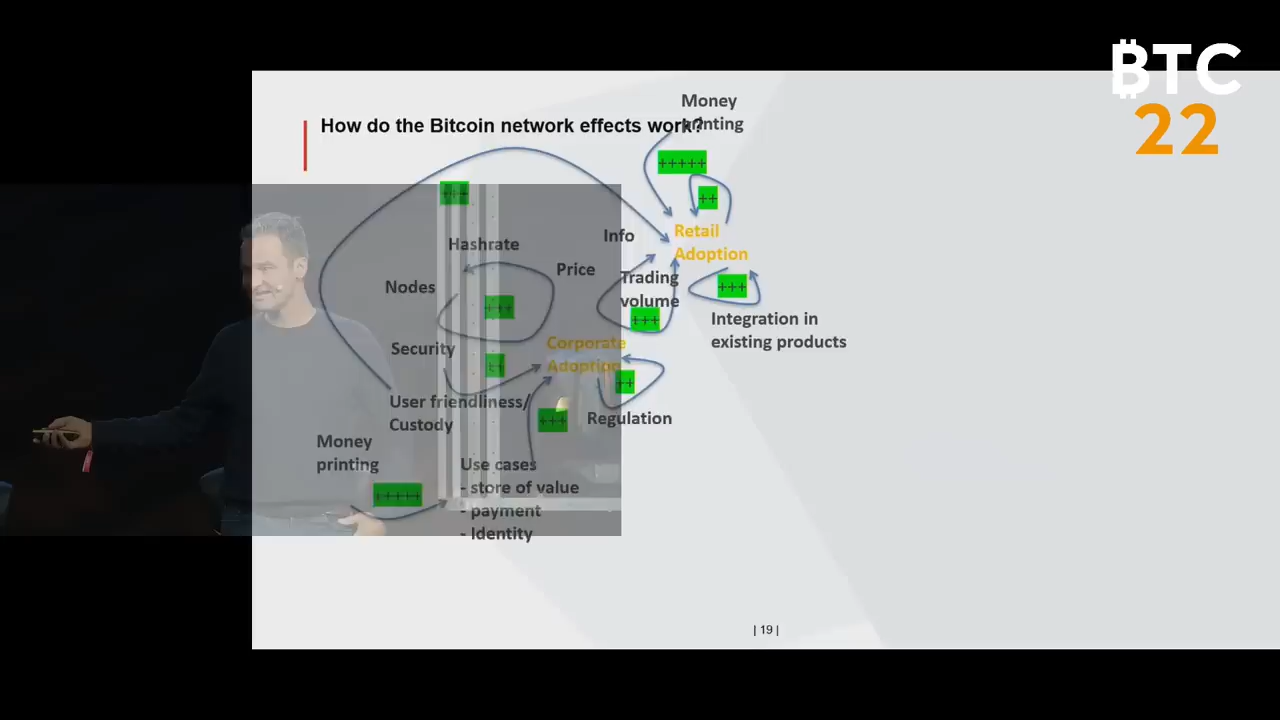 BTC
22
How do the Bitcoin network effects work?
Money
printing
+++++
++
+++
Retail
Adoption
Info
Hashrate
Price
Trading
volume
Nodes
+++
+++
+++
Integration in
existing products
Security
Corporate
Adoption
++
++
User friendliness/
Custody
+++
Regulation
Money
printing
Use cases
- store of value
- payment
- Identity
+++++
| 19 |